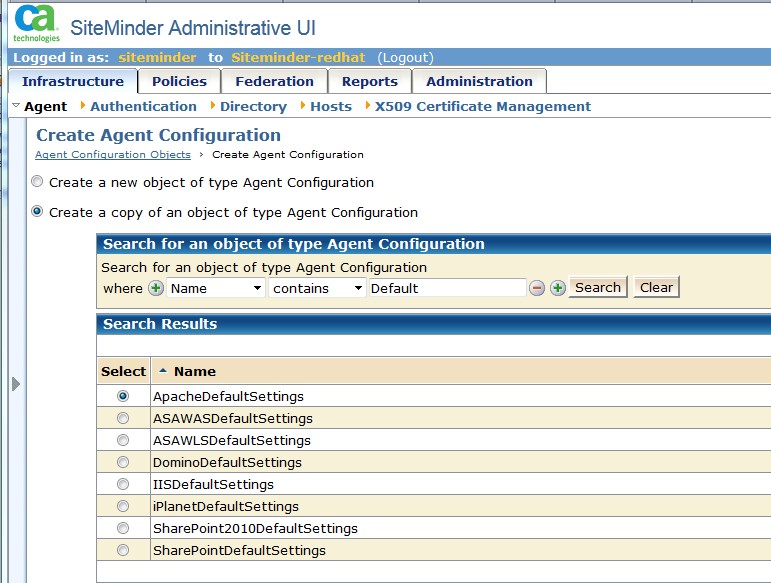 ca
technologies
SiteMinder Administrative UI
Logged in as: siteminder to Siteminder-redhat (Logout)
Infrastructure Policies Federation Reports Administration
Agent Authentication Directory Hosts X509 Certificate Management
Create Agent Configuration
Agent Configuration Objects › Create Agent Configuration
Create a new object of type Agent Configuration
Create a copy of an object of type Agent Configuration
Search for an object of type Agent Configuration
Search for an object of type Agent Configuration
where Name contains Default Search Clear
Search Results
Select Name
ApacheDefaultSettings
ASAWASDefaultSettings
ASAWLSDefaultSettings
DominoDefaultSettings
IISDefaultSettings
iPlanetDefaultSettings
SharePoint2010DefaultSettings
SharePointDefaultSettings